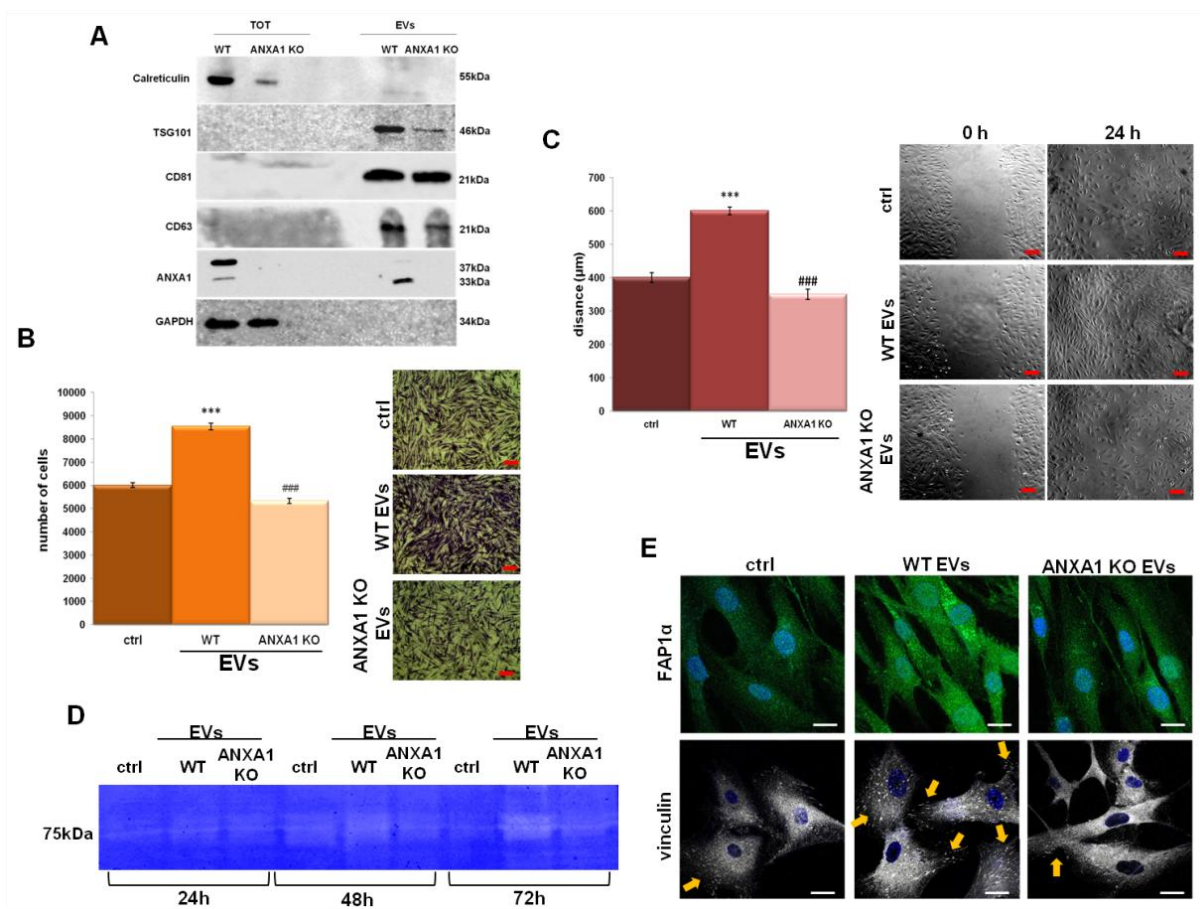 A
TOT
EVs
WT
ANXA1 KO
WT
ANXA1 KO
Calreticulin
55kDa
TSG101
46kDa
CD81
21kDa
CD63
21kDa
ANXA1
37kDa
33kDa
GAPDH
34kDa
B
number of cells
10000
9000
8000
7000
6000
5000
4000
3000
2000
1000
0
***
###
ctrl
WT
ANXA1 KO
EVs
ctrl
WT EVs
ANXA1 KO
EVs
C
disance (µm)
700
600
500
400
300
200
100
0
***
###
ctrl
WT
ANXA1 KO
EVs
0 h
24 h
ctrl
WT EVs
ANXA1 KO
EVs
D
EVs
EVs
EVs
ctrl
WT
ANXA1
KO
ctrl
WT
ANXA1
KO
ctrl
WT
ANXA1
KO
75kDa
24h
48h
72h
E
ctrl
WT EVs
ANXA1 KO EVs
FAP1α
vinculin